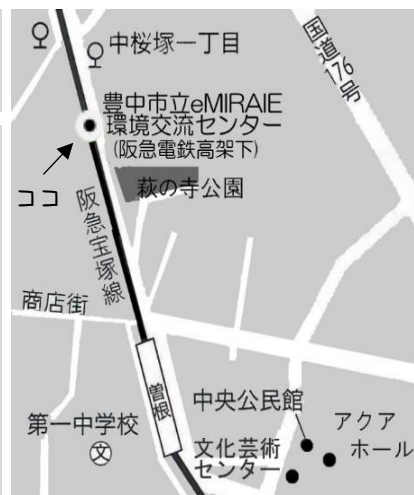 中桜塚一丁目
国道176号
豊中市立eMIRAIE
環境交流センター
(阪急電鉄高架下)
ココ
萩の寺公園
阪急宝塚線
商店街
曽根
中央公民館
アクア
ホール
第一中学校
文
文化芸術
センター